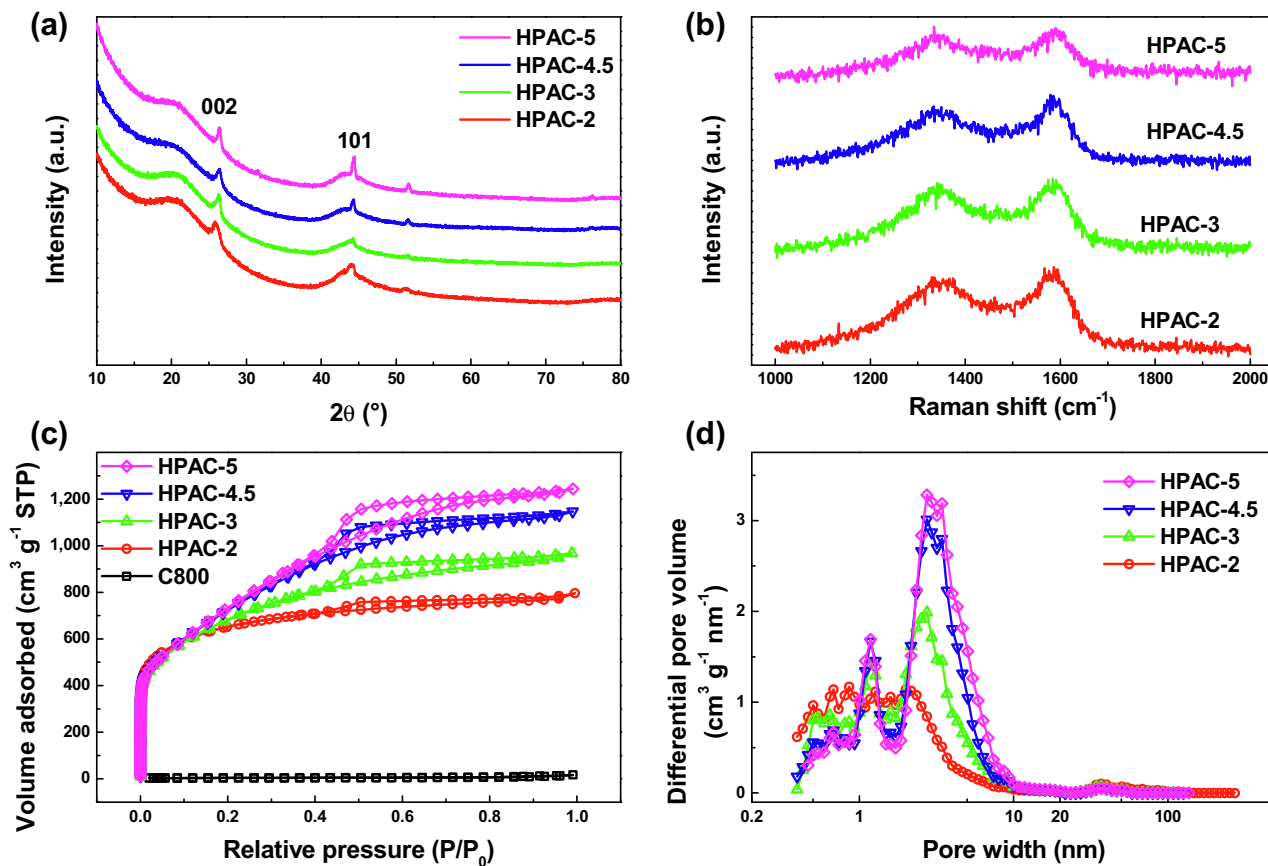 (a)
HPAC-5
HPAC-4.5
HPAC-3
HPAC-2
002
101
Intensity (a.u.)
10 20 30 40 50 60 70 80
2θ (°)
(b)
HPAC-5
HPAC-4.5
HPAC-3
HPAC-2
Intensity (a.u.)
1000 1200 1400 1600 1800 2000
Raman shift (cm⁻¹)
(c)
HPAC-5
HPAC-4.5
HPAC-3
HPAC-2
C800
1,200
1,000
800
600
400
200
0
Volume adsorbed (cm³ g⁻¹ STP)
0.0 0.2 0.4 0.6 0.8 1.0
Relative pressure (P/P₀)
(d)
HPAC-5
HPAC-4.5
HPAC-3
HPAC-2
3
2
1
0
Differential pore volume
(cm³ g⁻¹ nm⁻¹)
0.2 1 10 20 100
Pore width (nm)